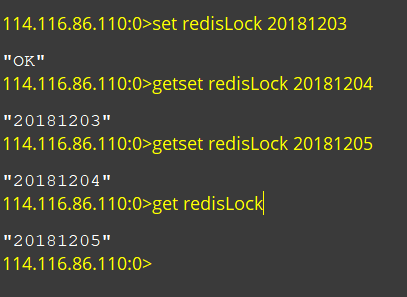 114.116.86.110:0>set redisLock 20181203
"OK"
114.116.86.110:0>getset redisLock 20181204
"20181203"
114.116.86.110:0>getset redisLock 20181205
"20181204"
114.116.86.110:0>get redisLock
"20181205"
114.116.86.110:0>